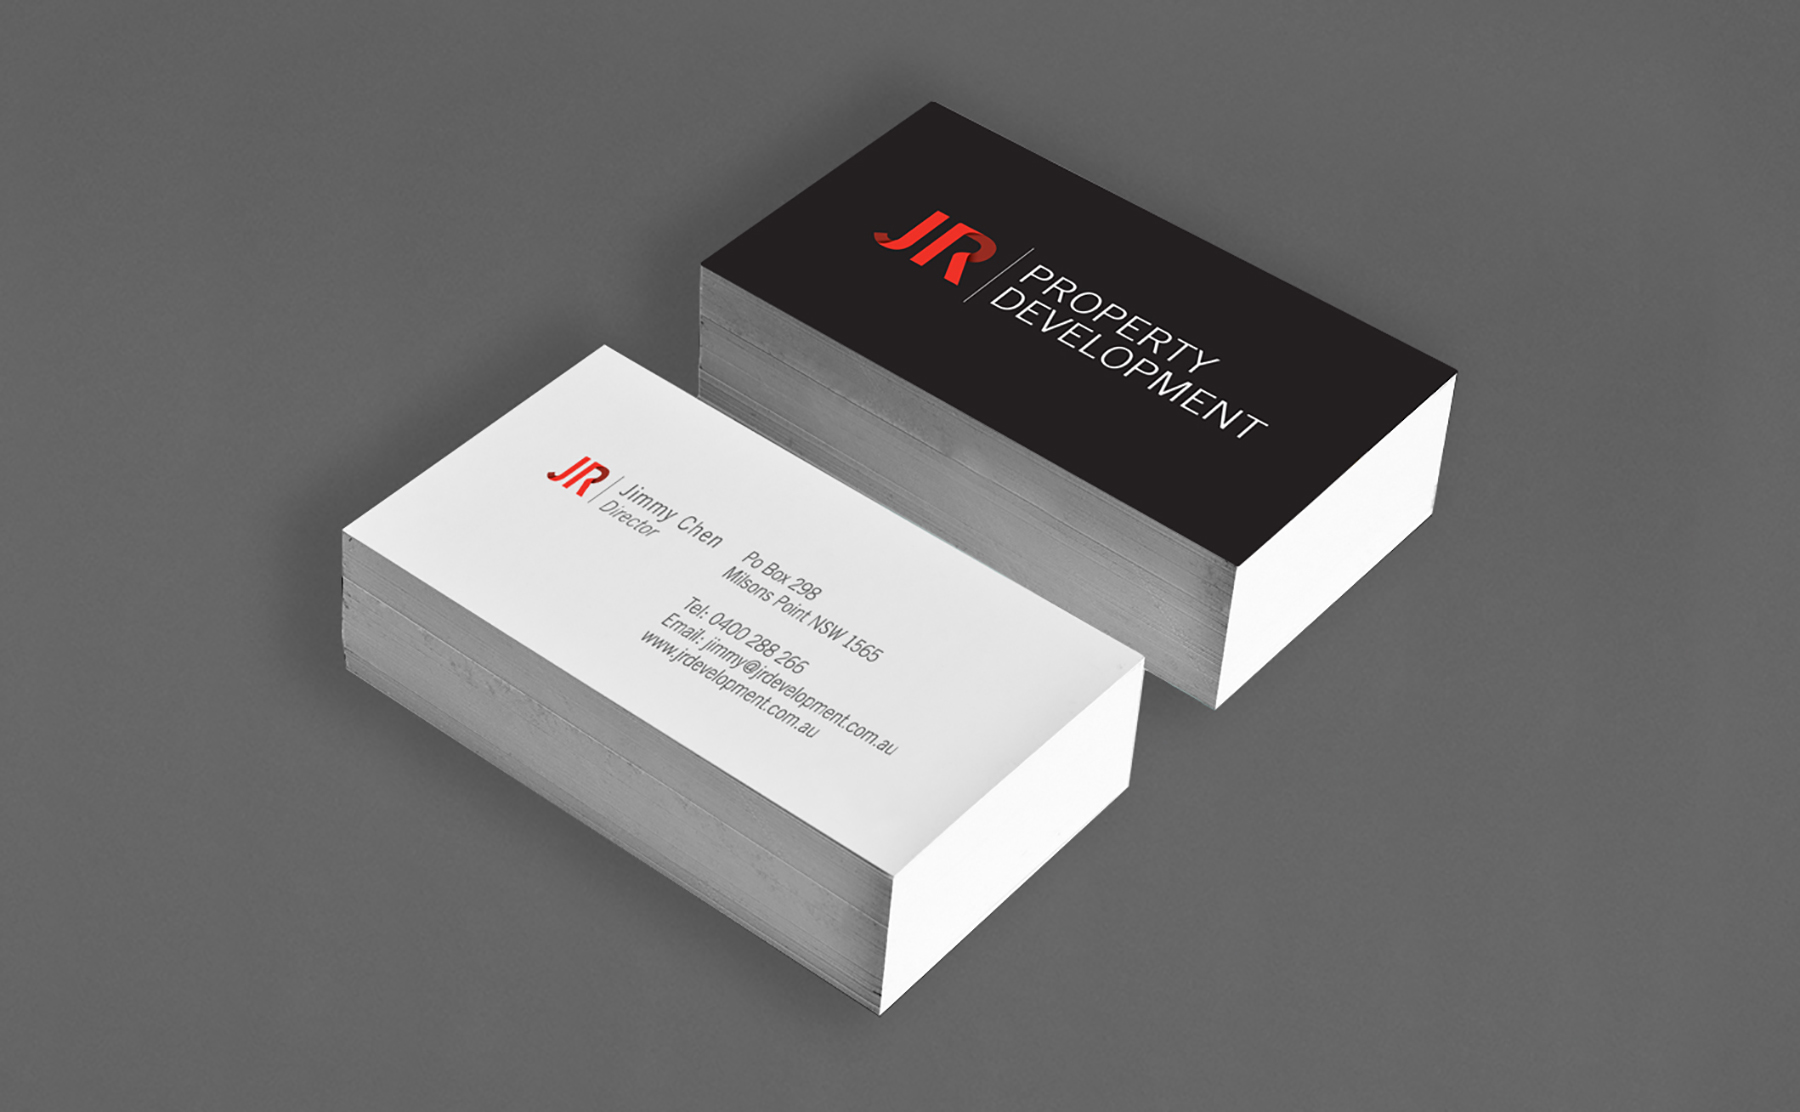 JR
PROPERTY
DEVELOPMENT
JR
Jimmy Chen
Director
Po Box 298
Milsons Point NSW 1565
Tel: 0400 288 266
Email: jimmy@jrdevelopment.com.au
www.jrdevelopment.com.au